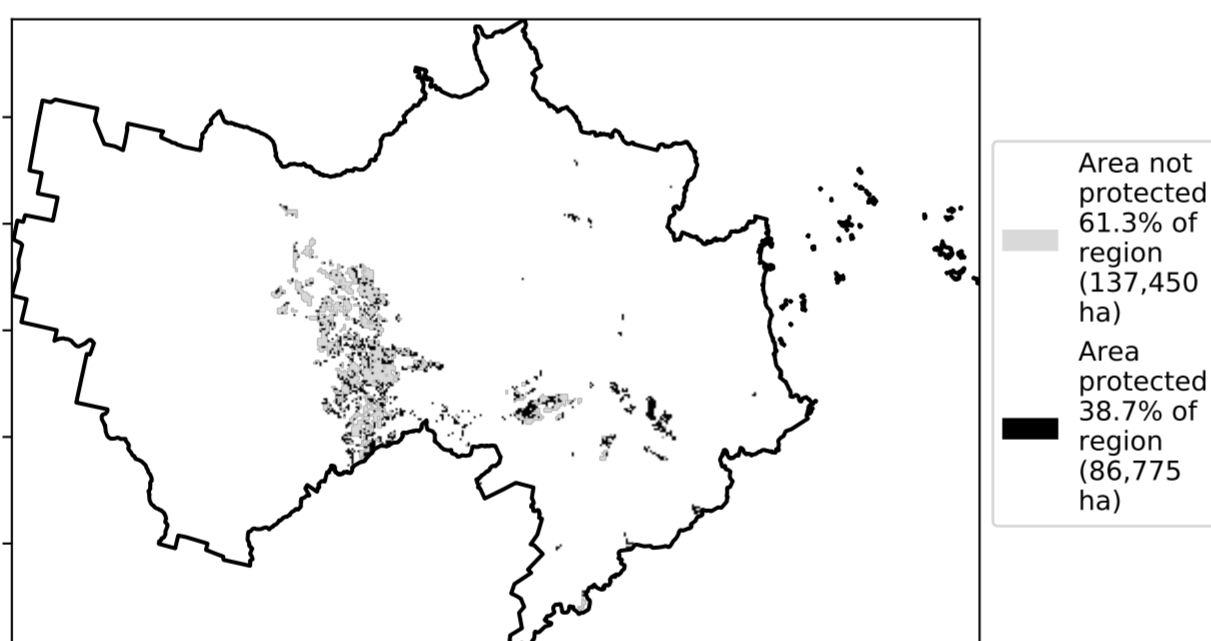 Area not
protected
61.3% of
region
(137,450
ha)
Area
protected
38.7% of
region
(86,775
ha)